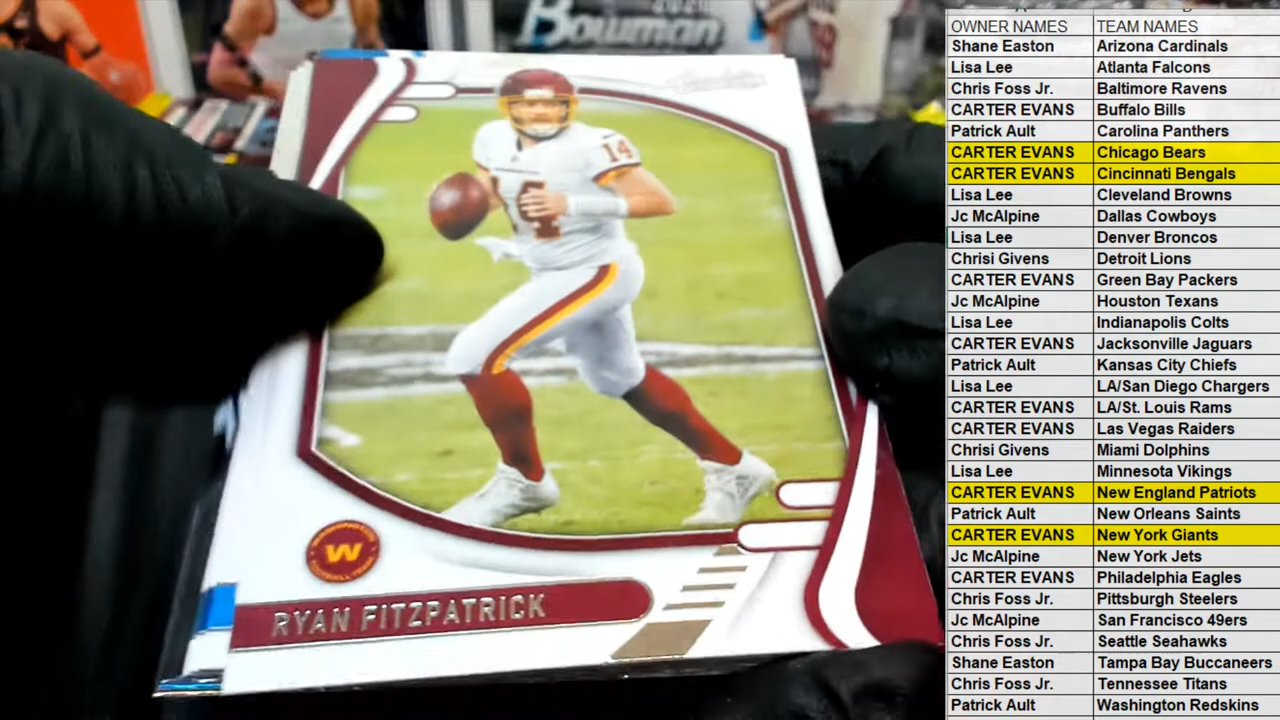 2020
Bowman
14
14
W
RYAN FITZPATRICK
OWNER NAMES TEAM NAMES
Shane Easton Arizona Cardinals
Lisa Lee Atlanta Falcons
Chris Foss Jr. Baltimore Ravens
CARTER EVANS Buffalo Bills
Patrick Ault Carolina Panthers
CARTER EVANS Chicago Bears
CARTER EVANS Cincinnati Bengals
Lisa Lee Cleveland Browns
Jc McAlpine Dallas Cowboys
Lisa Lee Denver Broncos
Chrisi Givens Detroit Lions
CARTER EVANS Green Bay Packers
Jc McAlpine Houston Texans
Lisa Lee Indianapolis Colts
CARTER EVANS Jacksonville Jaguars
Patrick Ault Kansas City Chiefs
Lisa Lee LA/San Diego Chargers
CARTER EVANS LA/St. Louis Rams
CARTER EVANS Las Vegas Raiders
Chrisi Givens Miami Dolphins
Lisa Lee Minnesota Vikings
CARTER EVANS New England Patriots
Patrick Ault New Orleans Saints
CARTER EVANS New York Giants
Jc McAlpine New York Jets
CARTER EVANS Philadelphia Eagles
Chris Foss Jr. Pittsburgh Steelers
Jc McAlpine San Francisco 49ers
Chris Foss Jr. Seattle Seahawks
Shane Easton Tampa Bay Buccaneers
Chris Foss Jr. Tennessee Titans
Patrick Ault Washington Redskins